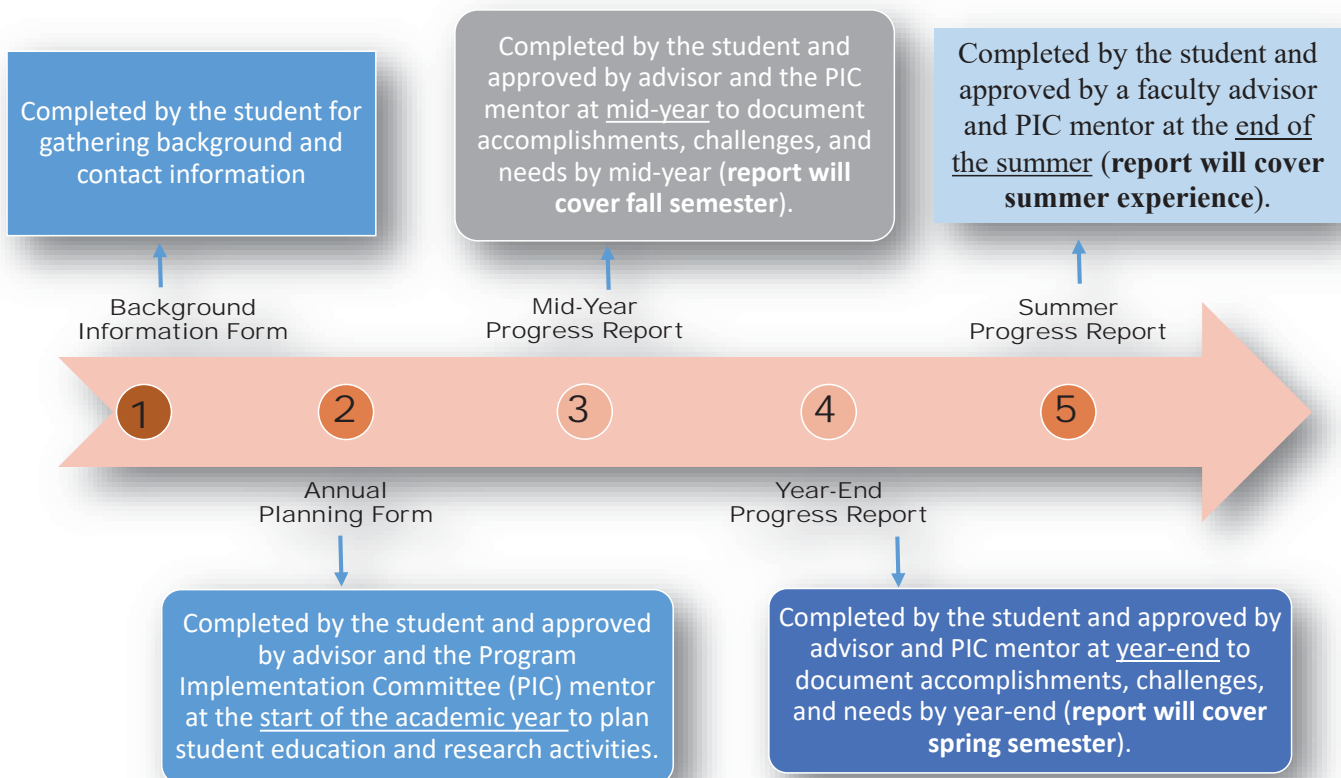 Completed by the student for
gathering background and
contact information
Completed by the student and
approved by advisor and the PIC
mentor at mid-year to document
accomplishments, challenges, and
needs by mid-year (report will
cover fall semester).
Completed by the student and
approved by a faculty advisor
and PIC mentor at the end of
the summer (report will cover
summer experience).
Background
Information Form
Mid-Year
Progress Report
Summer
Progress Report
1
2
3
4
5
Annual
Planning Form
Year-End
Progress Report
Completed by the student and approved
by advisor and the Program
Implementation Committee (PIC) mentor
at the start of the academic year to plan
student education and research activities.
Completed by the student and approved by
advisor and PIC mentor at year-end to
document accomplishments, challenges,
and needs by year-end (report will cover
spring semester).